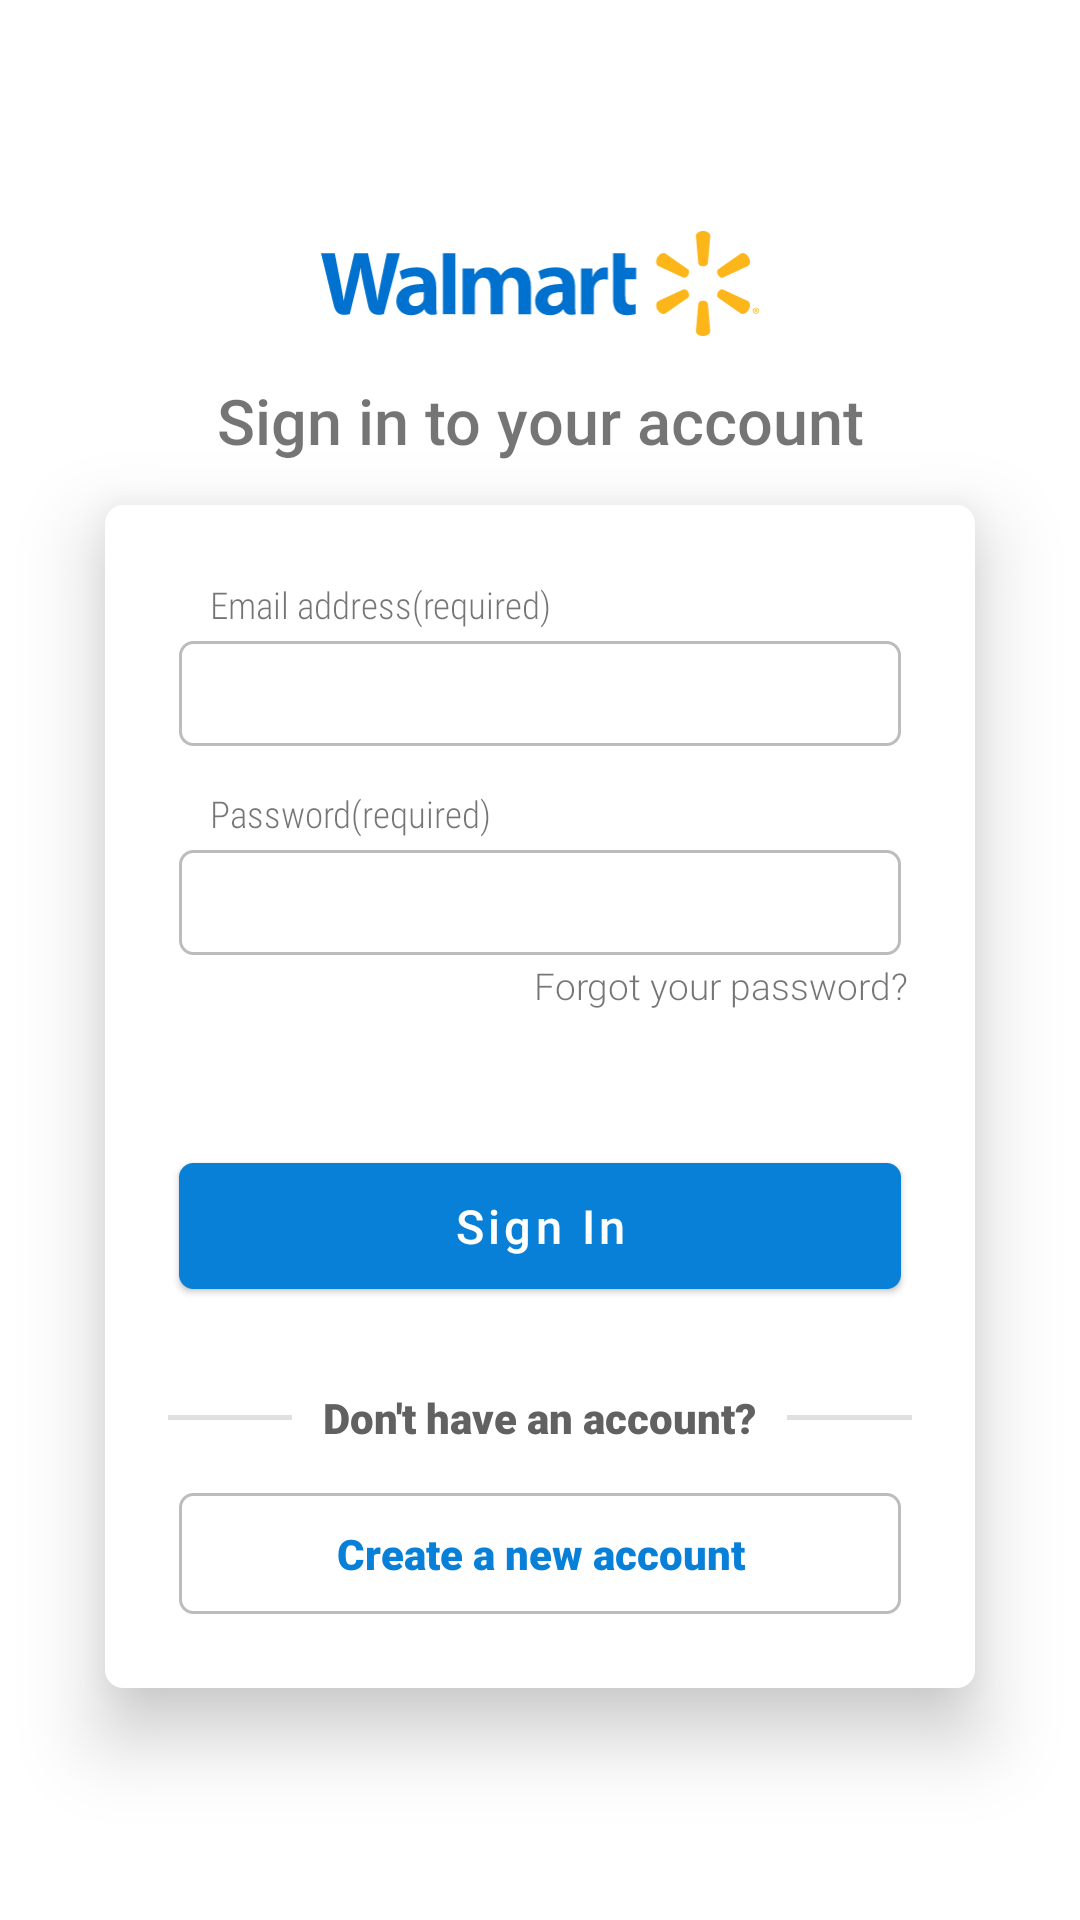 Walmart
Sign in to your account
Email address(required)
Password(required)
Forgot your password?
Sign In
Don't have an account?
Create a new account